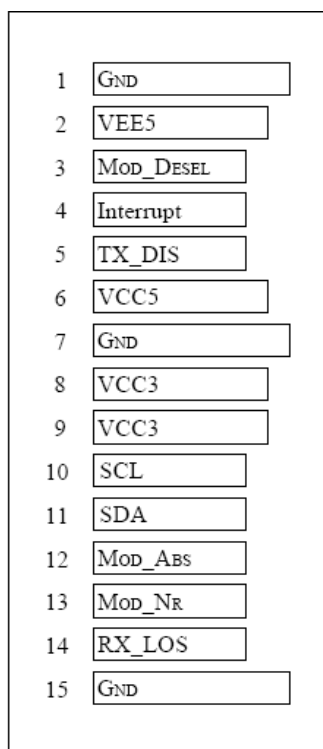 1 GND
2 VEE5
3 MOD_DESEL
4 Interrupt
5 TX_DIS
6 VCC5
7 GND
8 VCC3
9 VCC3
10 SCL
11 SDA
12 MOD_ABS
13 MOD_NR
14 RX_LOS
15 GND